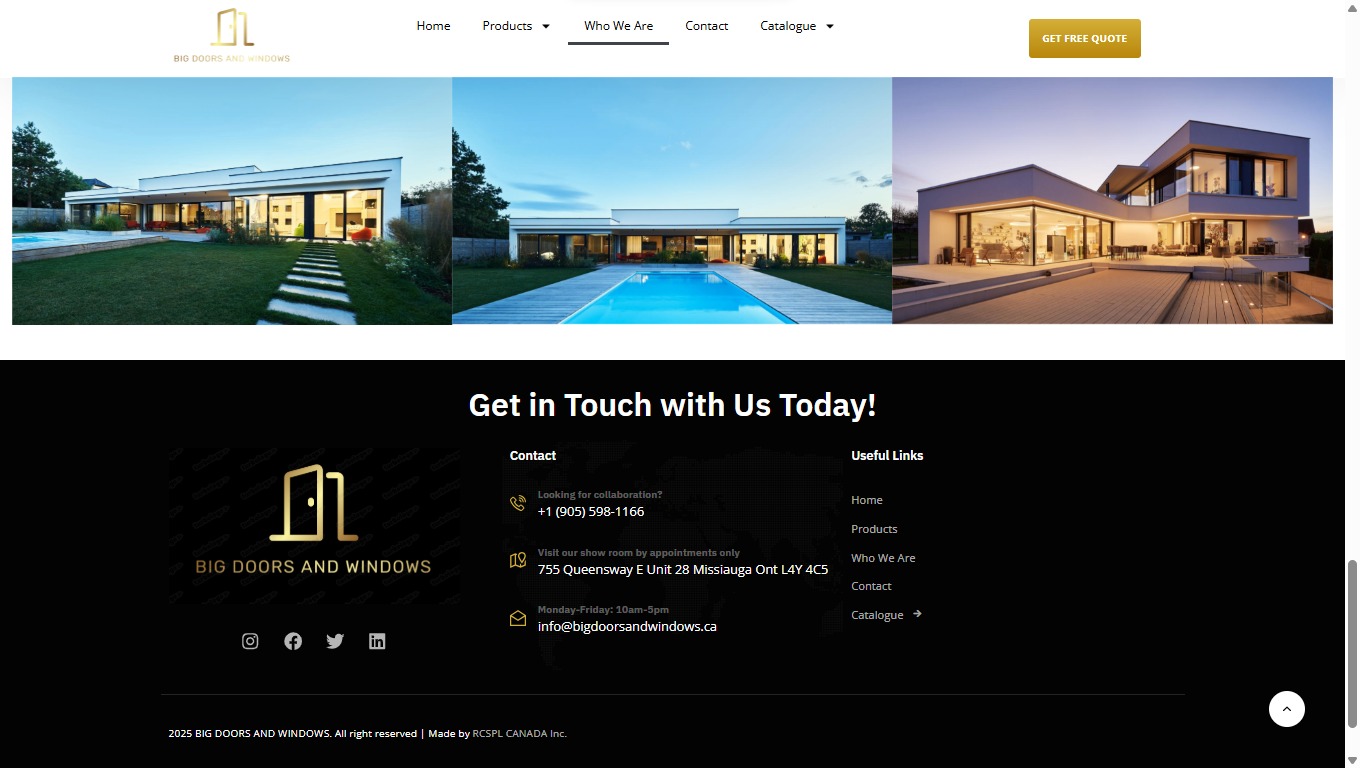 BIG DOORS AND WINDOWS
Home
Products
Who We Are
Contact
Catalogue
GET FREE QUOTE
Get in Touch with Us Today!
BIG DOORS AND WINDOWS
Contact
Looking for collaboration?
+1 (905) 598-1166
Visit our show room by appointments only
755 Queensway E Unit 28 Missiauga Ont L4Y 4C5
Monday-Friday: 10am-5pm
info@bigdoorsandwindows.ca
Useful Links
Home
Products
Who We Are
Contact
Catalogue
2025 BIG DOORS AND WINDOWS. All right reserved | Made by RCSPL CANADA Inc.